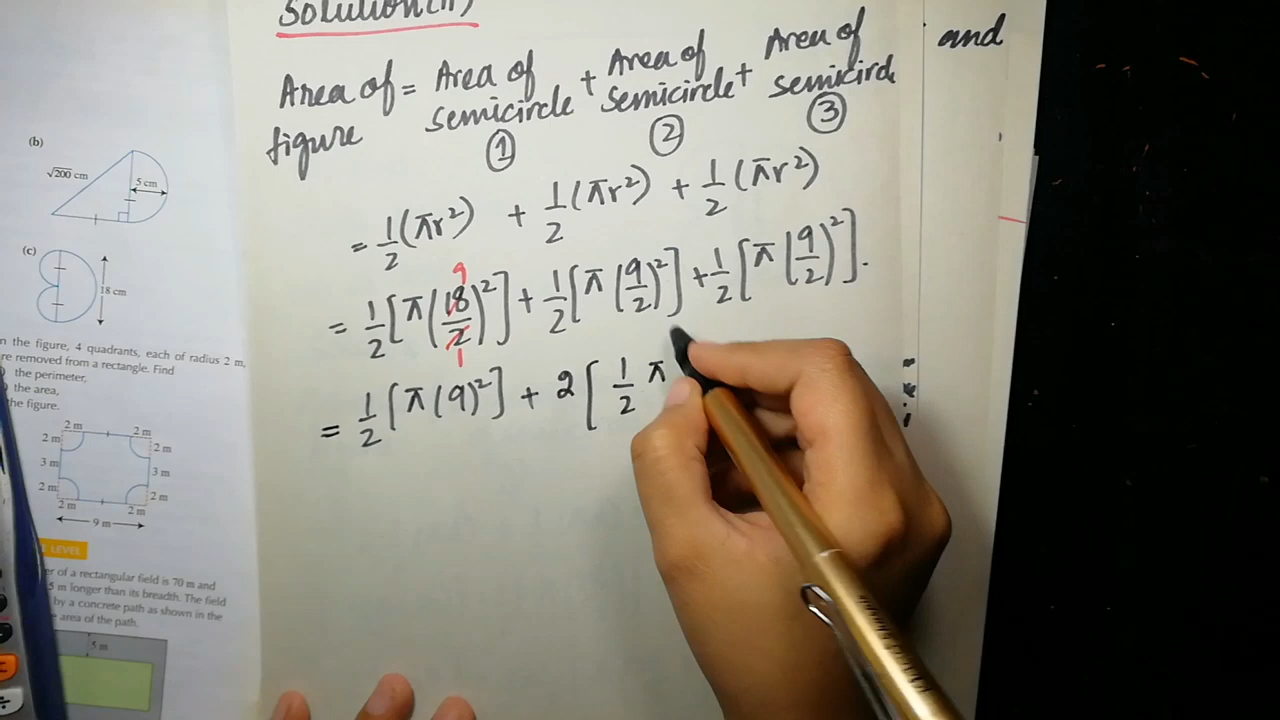 Solution(ii)
Area of figure = Area of semicircle ① + Area of semicircle ② + Area of semicircle ③
and
= 1/2(πr²) + 1/2(πr²) + 1/2(πr²)
= 1/2[π(18/2)²] + 1/2[π(9/2)²] + 1/2[π(9/2)²].
9
1
= 1/2[π(9)²] + 2[1/2 π
(b)
√200 cm
5 cm
(c)
18 cm
n the figure, 4 quadrants, each of radius 2 m,
re removed from a rectangle. Find
the perimeter,
the area,
the figure.
2 m 2 m
2 m 2 m
3 m 3 m
2 m 2 m
2 m 2 m
9 m
LEVEL
er of a rectangular field is 70 m and
5 m longer than its breadth. The field
by a concrete path as shown in the
area of the path.
5 m